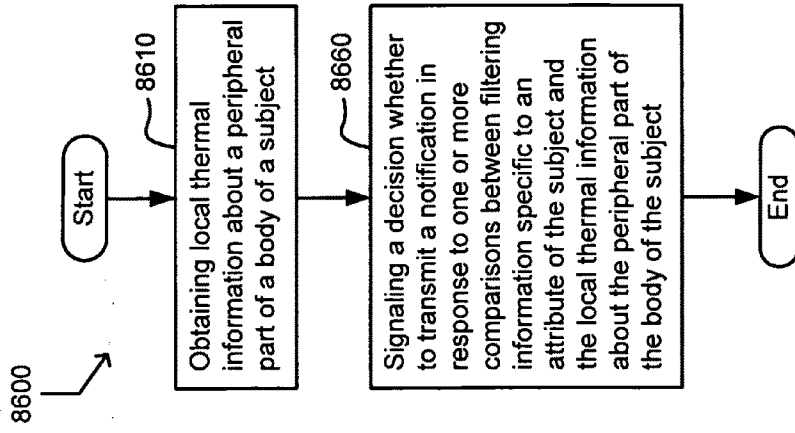 8600
Start
8610
Obtaining local thermal
information about a peripheral
part of a body of a subject
8660
Signaling a decision whether
to transmit a notification in
response to one or more
comparisons between filtering
information specific to an
attribute of the subject and
the local thermal information
about the peripheral part of
the body of the subject
End